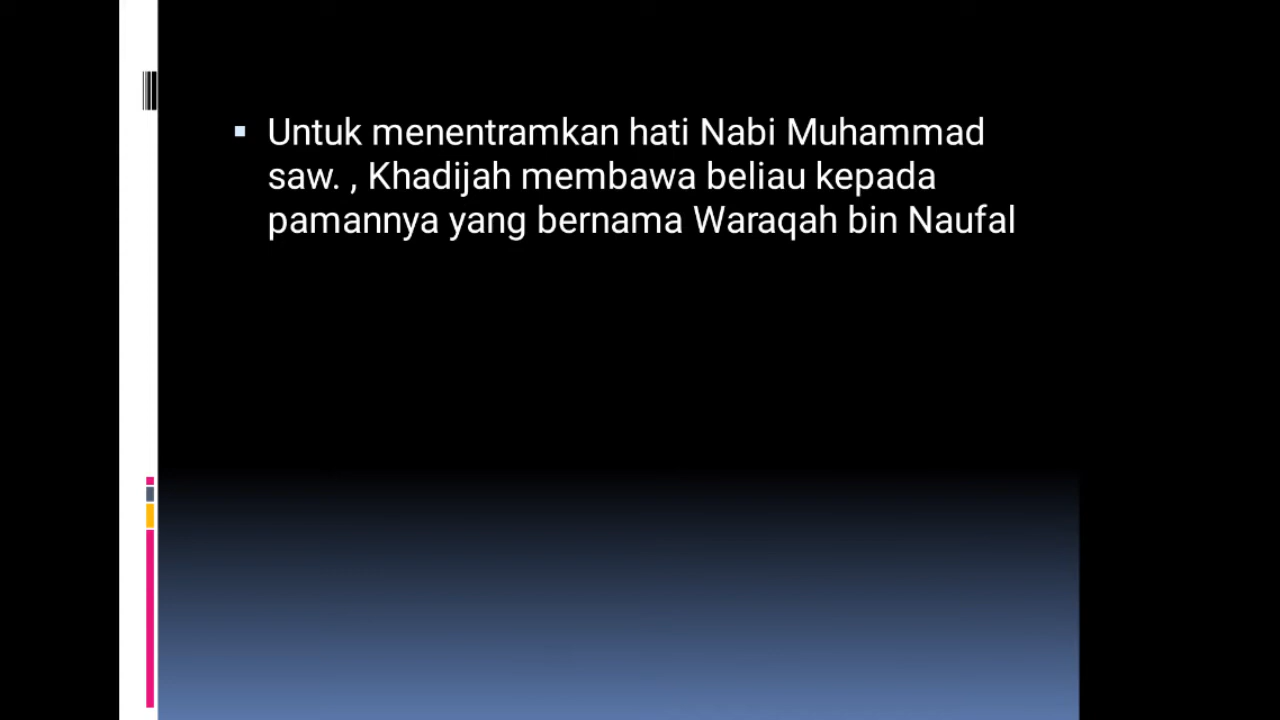 Untuk menentramkan hati Nabi Muhammad
saw. , Khadijah membawa beliau kepada
pamannya yang bernama Waraqah bin Naufal